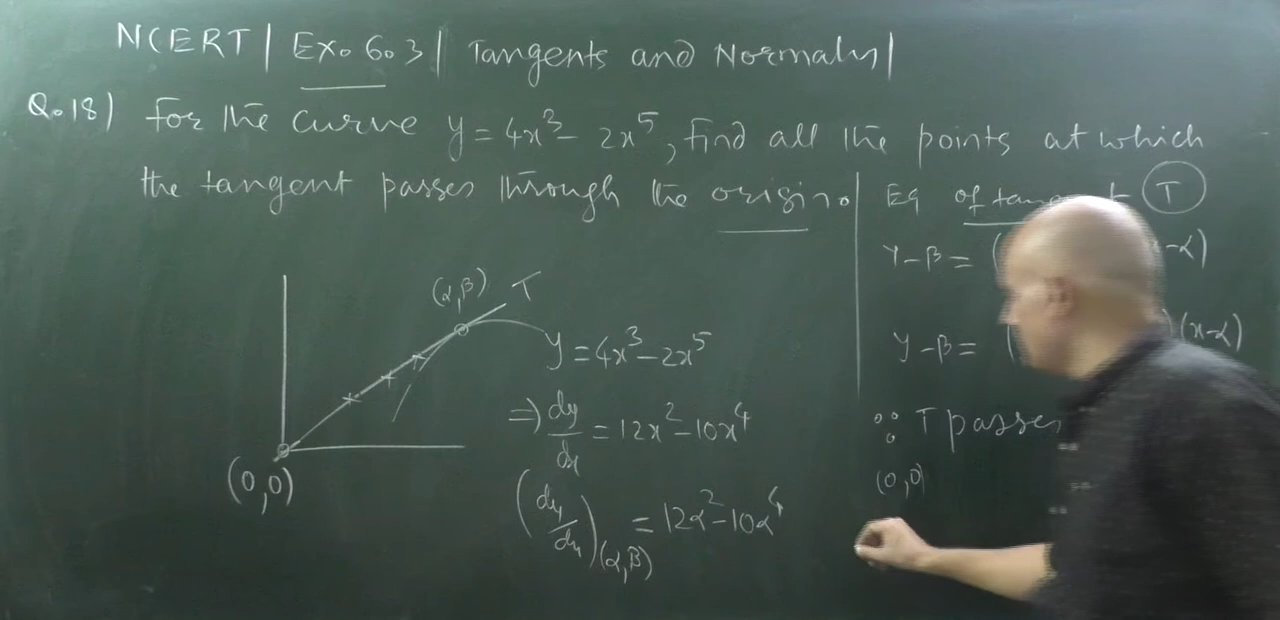 NCERT | Ex. 6.3 | Tangents and Normals |
Q.18) For the curve y = 4x³ - 2x⁵, find all the points at which
the tangent passes through the origin.
(α,β) T
(0,0)
y = 4x³ - 2x⁵
⇒ dy/dx = 12x² - 10x⁴
(dy/dx)(α,β) = 12α² - 10α⁴
Eq of T
y - β = ( -α)
y - β = ( (x-α)
∵ T passes
(0,0)